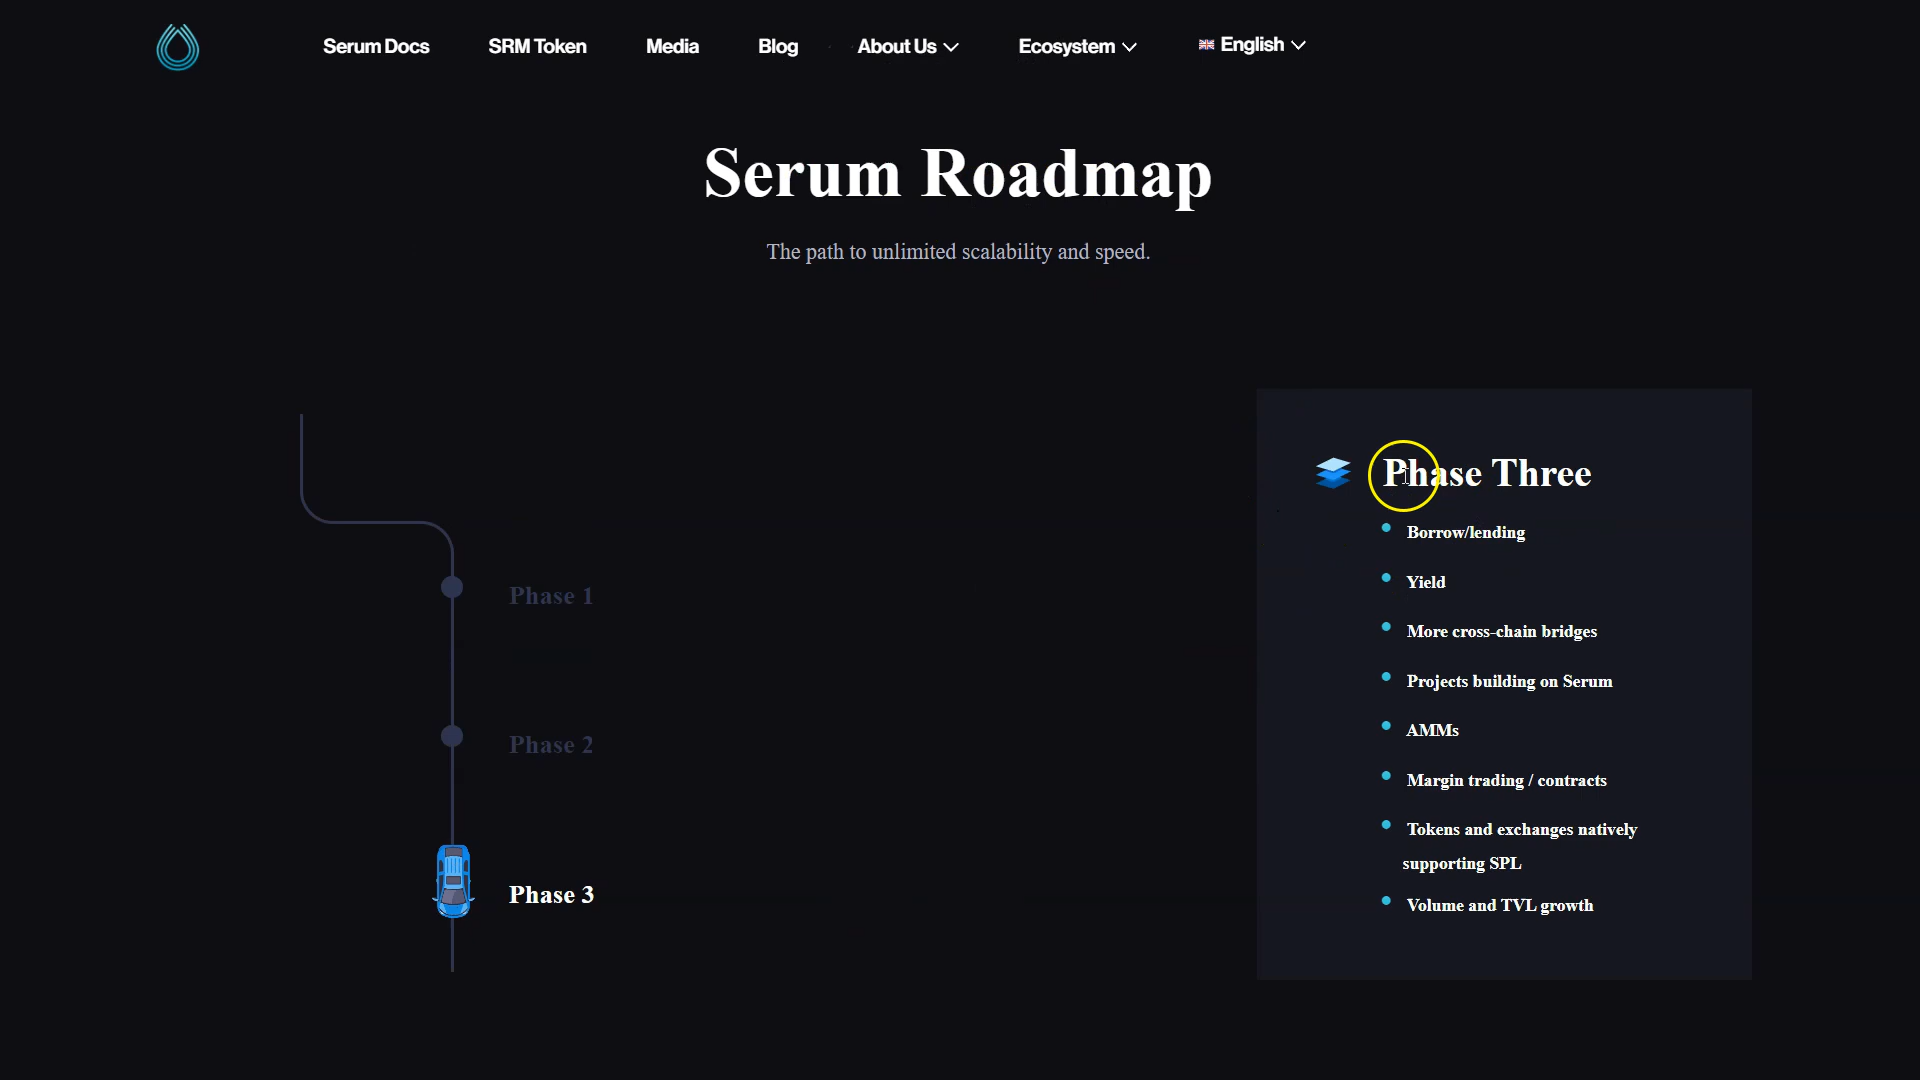 Serum Docs
SRM Token
Media
Blog
About Us
Ecosystem
English
Serum Roadmap
The path to unlimited scalability and speed.
Phase 1
Phase 2
Phase 3
Phase Three
Borrow/lending
Yield
More cross-chain bridges
Projects building on Serum
AMMs
Margin trading / contracts
Tokens and exchanges natively
supporting SPL
Volume and TVL growth